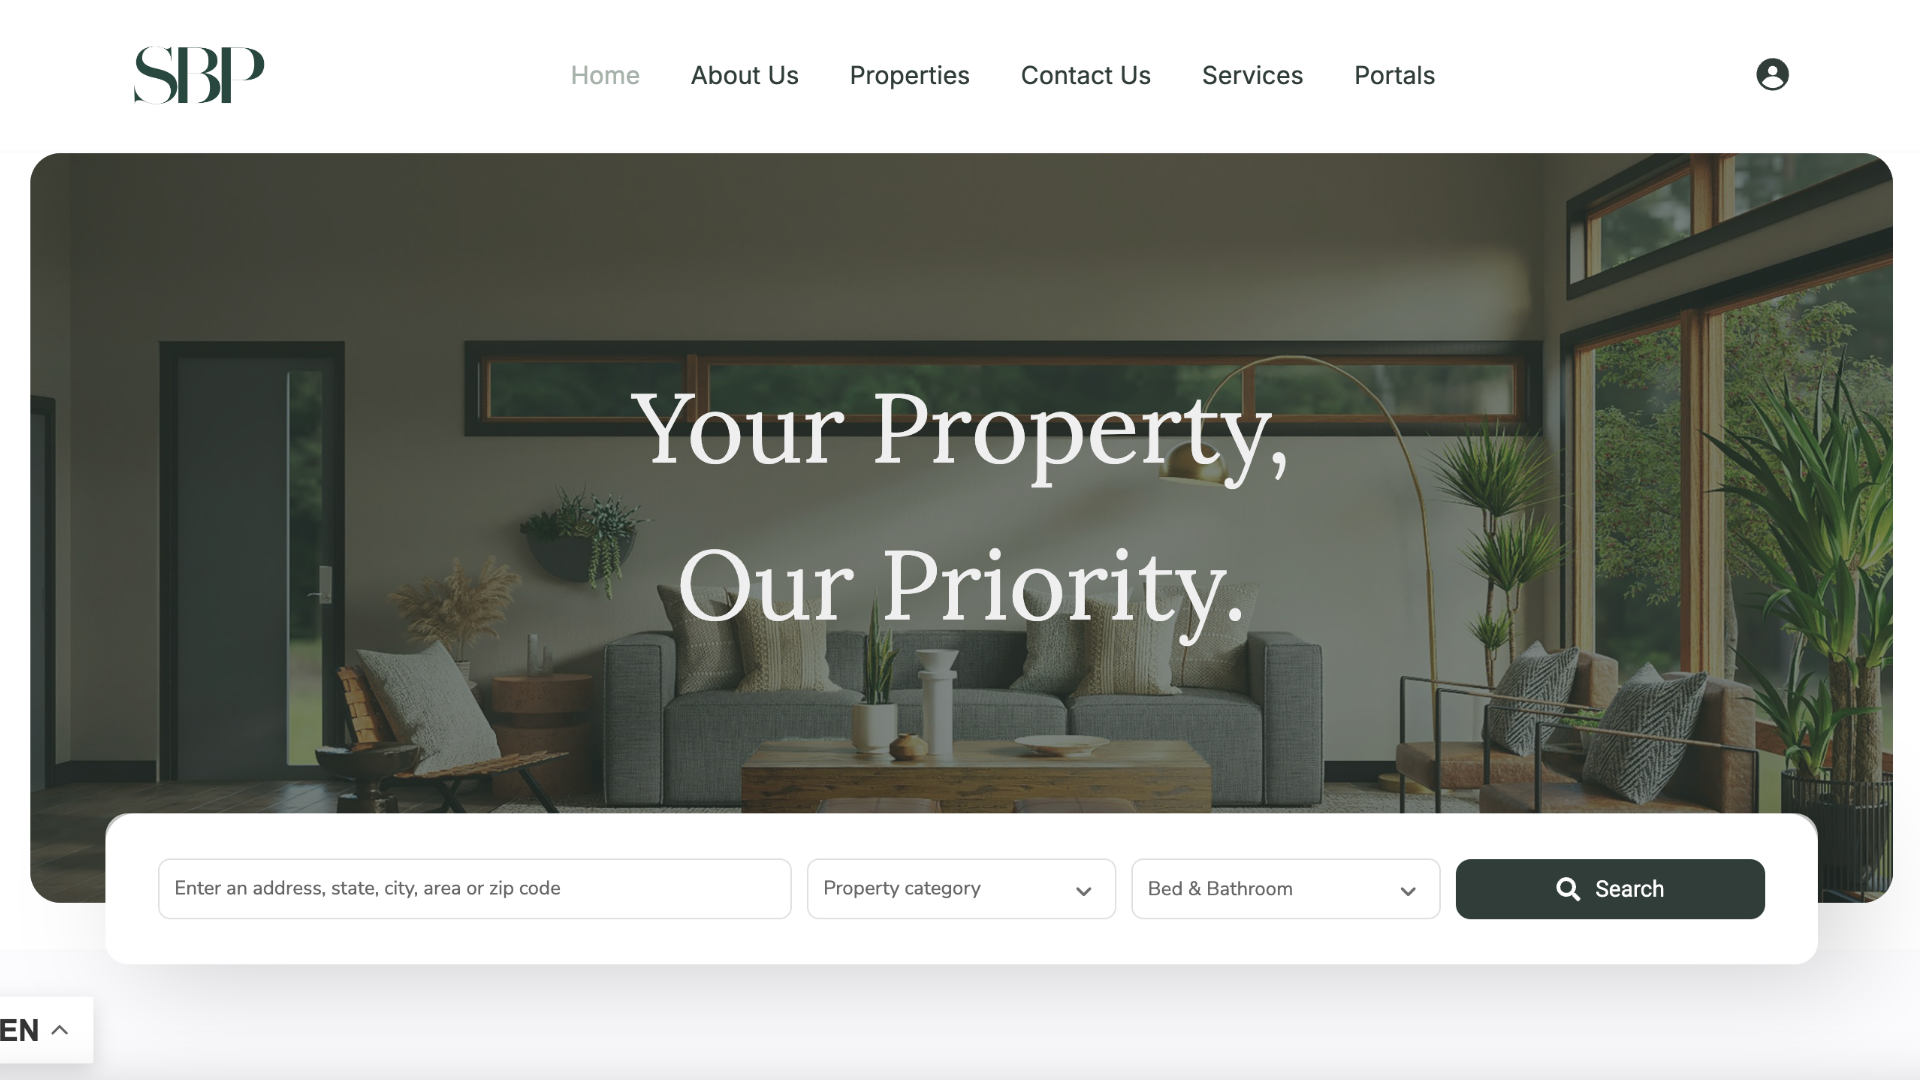 SBP
Home
About Us
Properties
Contact Us
Services
Portals
Your Property,
Our Priority.
Enter an address, state, city, area or zip code
Property category
Bed & Bathroom
Search
EN